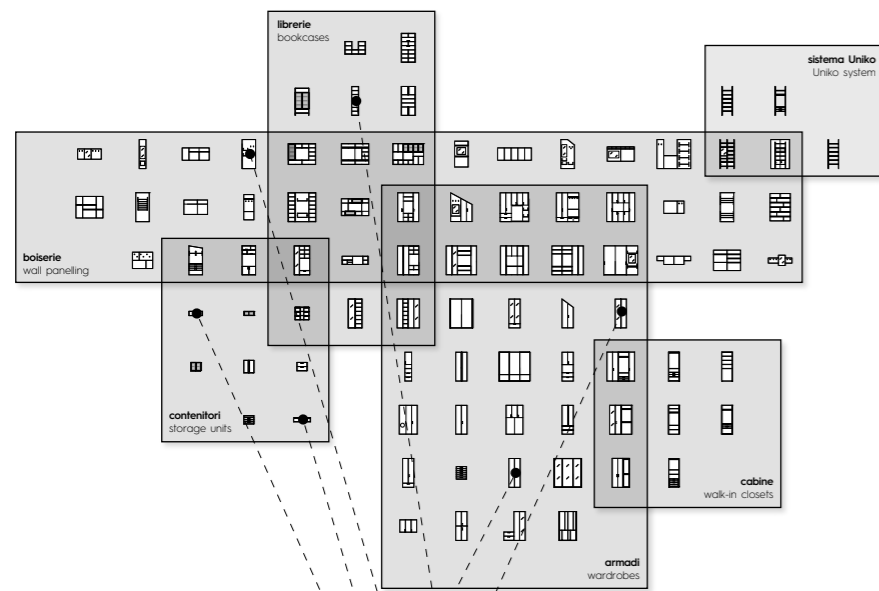 librerie
bookcases
sistema Uniko
Uniko system
boiserie
wall panelling
contenitori
storage units
cabine
walk-in closets
armadi
wardrobes